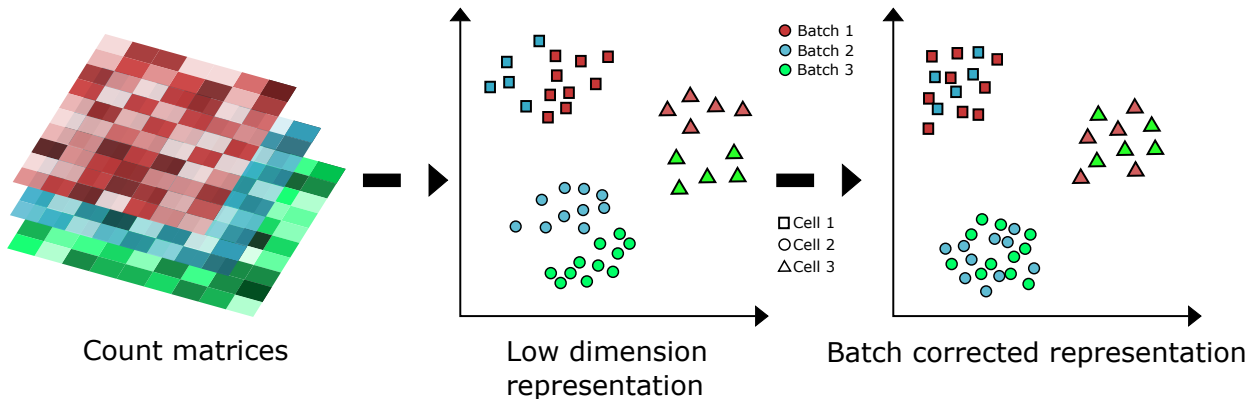 Batch 1
Batch 2
Batch 3
Cell 1
Cell 2
Cell 3
Count matrices
Low dimension
representation
Batch corrected representation